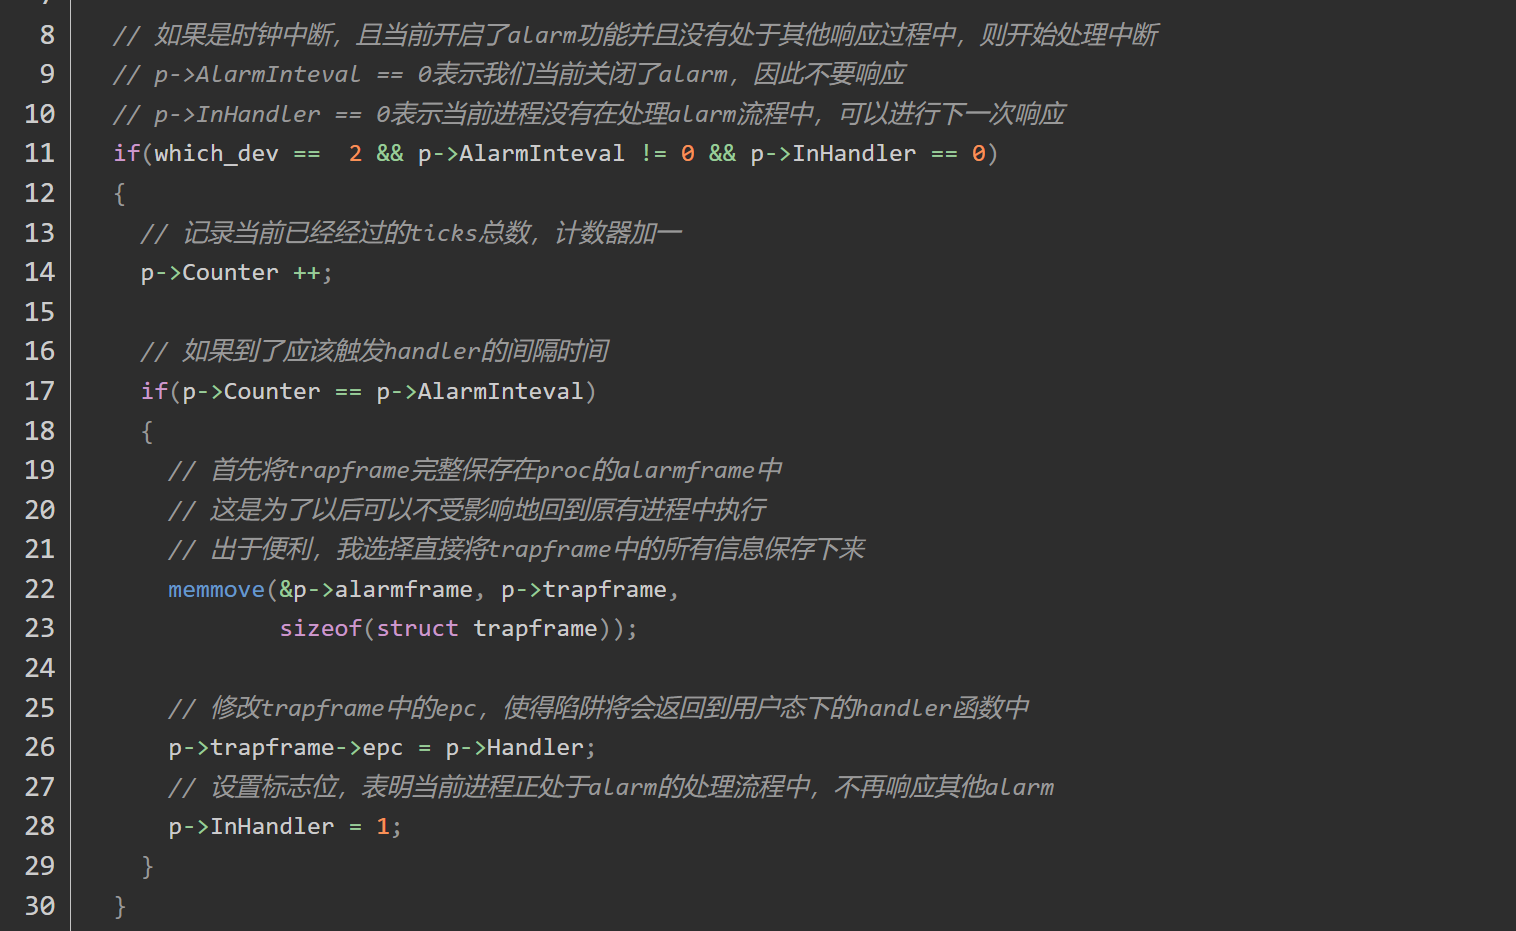 8 // 如果是时钟中断，且当前开启了alarm功能并且没有处于其他响应过程中，则开始处理中断
9 // p->AlarmInteval == 0表示我们当前关闭了alarm，因此不要响应
10 // p->InHandler == 0表示当前进程没有在处理alarm流程中，可以进行下一次响应
11 if(which_dev ==  2 && p->AlarmInteval != 0 && p->InHandler == 0)
12 {
13 // 记录当前已经经过的ticks总数，计数器加一
14 p->Counter ++;
15
16 // 如果到了应该触发handler的间隔时间
17 if(p->Counter == p->AlarmInteval)
18 {
19 // 首先将trapframe完整保存在proc的alarmframe中
20 // 这是为了以后可以不受影响地回到原有进程中执行
21 // 出于便利，我选择直接将trapframe中的所有信息保存下来
22 memmove(&p->alarmframe, p->trapframe,
23 sizeof(struct trapframe));
24
25 // 修改trapframe中的epc，使得陷阱将会返回到用户态下的handler函数中
26 p->trapframe->epc = p->Handler;
27 // 设置标志位，表明当前进程正处于alarm的处理流程中，不再响应其他alarm
28 p->InHandler = 1;
29 }
30 }